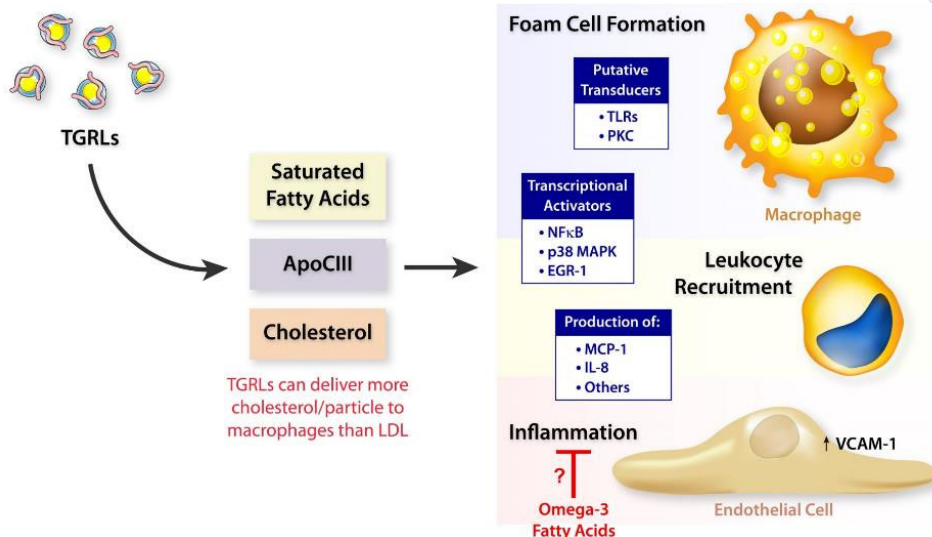 TGRLs
Saturated
Fatty Acids
ApoCIII
Cholesterol
TGRLs can deliver more
cholesterol/particle to
macrophages than LDL
Foam Cell Formation
Putative
Transducers
• TLRs
• PKC
Macrophage
Transcriptional
Activators
• NFκB
• p38 MAPK
• EGR-1
Leukocyte
Recruitment
Production of:
• MCP-1
• IL-8
• Others
Inflammation
↑ VCAM-1
?
Omega-3
Fatty Acids
Endothelial Cell